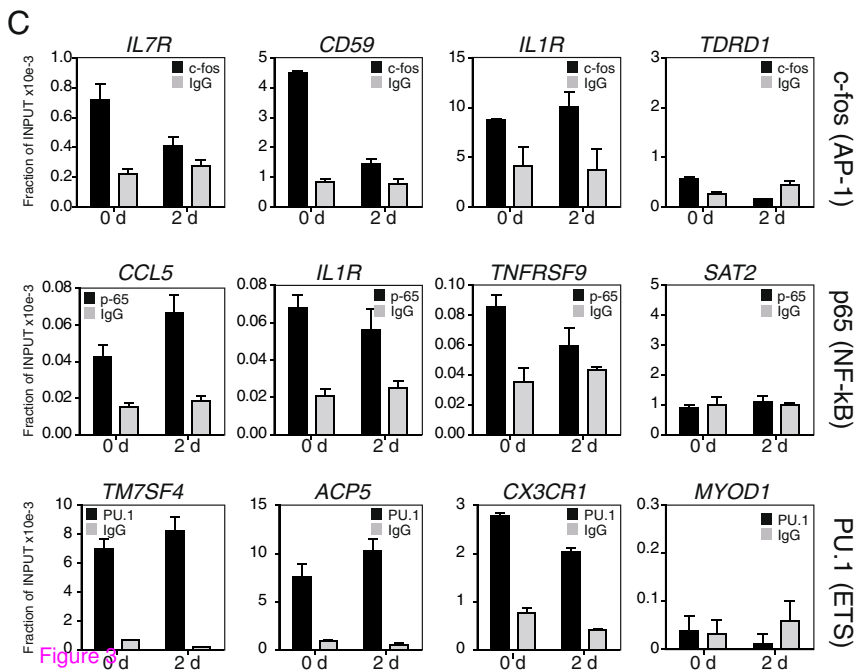 C
IL7R
CD59
IL1R
TDRD1
Fraction of INPUT x10e-3
1.0
0.8
0.6
0.4
0.2
0.0
c-fos
IgG
0 d
2 d
5
4
3
2
1
0
c-fos
IgG
0 d
2 d
15
10
5
0
c-fos
IgG
0 d
2 d
3
2
1
0
c-fos
IgG
0 d
2 d
c-fos (AP-1)
CCL5
IL1R
TNFRSF9
SAT2
Fraction of INPUT x10e-3
0.08
0.06
0.04
0.02
0.00
p-65
IgG
0 d
2 d
0.08
0.06
0.04
0.02
0.00
p-65
IgG
0 d
2 d
0.10
0.08
0.06
0.04
0.02
0.00
p-65
IgG
0 d
2 d
5
4
3
2
1
0
p-65
IgG
0 d
2 d
p65 (NF-kB)
TM7SF4
ACP5
CX3CR1
MYOD1
Fraction of INPUT x10e-3
10
8
6
4
2
0
PU.1
IgG
0 d
2 d
15
10
5
0
PU.1
IgG
0 d
2 d
3
2
1
0
PU.1
IgG
0 d
2 d
0.3
0.2
0.1
0.0
PU.1
IgG
0 d
2 d
PU.1 (ETS)
Figure 3